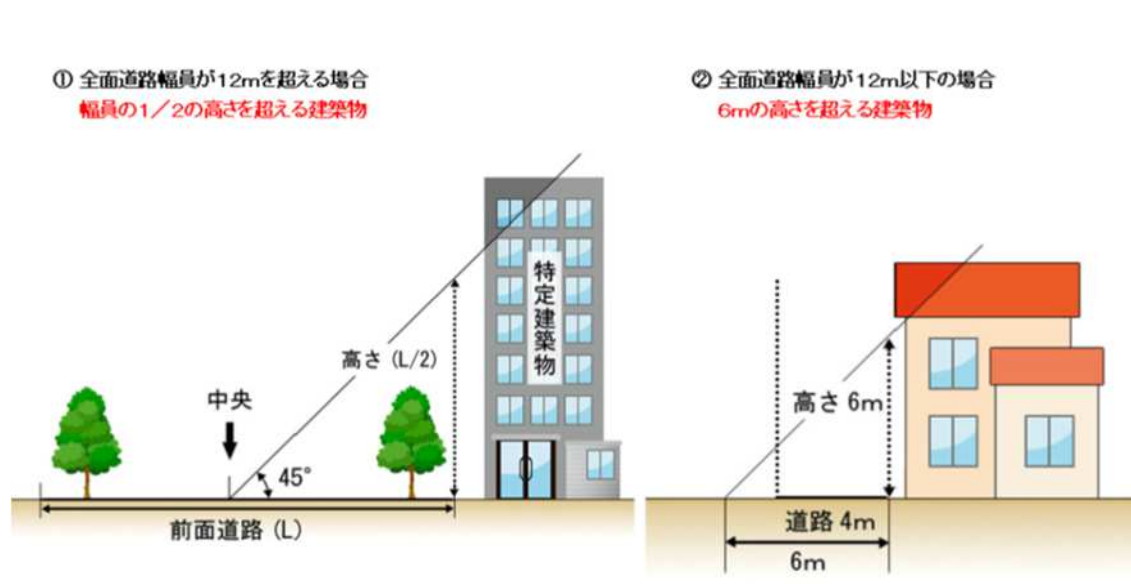 ① 全面道路幅員が12mを超える場合
幅員の1/2の高さを超える建築物
② 全面道路幅員が12m以下の場合
6mの高さを超える建築物
特定建築物
高さ (L/2)
中央
45°
前面道路 (L)
高さ 6m
道路 4m
6m